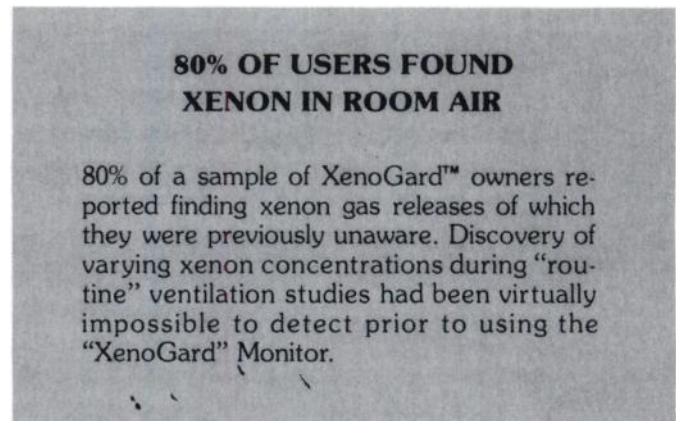 80% OF USERS FOUND
XENON IN ROOM AIR
80% of a sample of XenoGard™ owners re-
ported finding xenon gas releases of which
they were previously unaware. Discovery of
varying xenon concentrations during “rou-
tine” ventilation studies had been virtually
impossible to detect prior to using the
“XenoGard” Monitor.